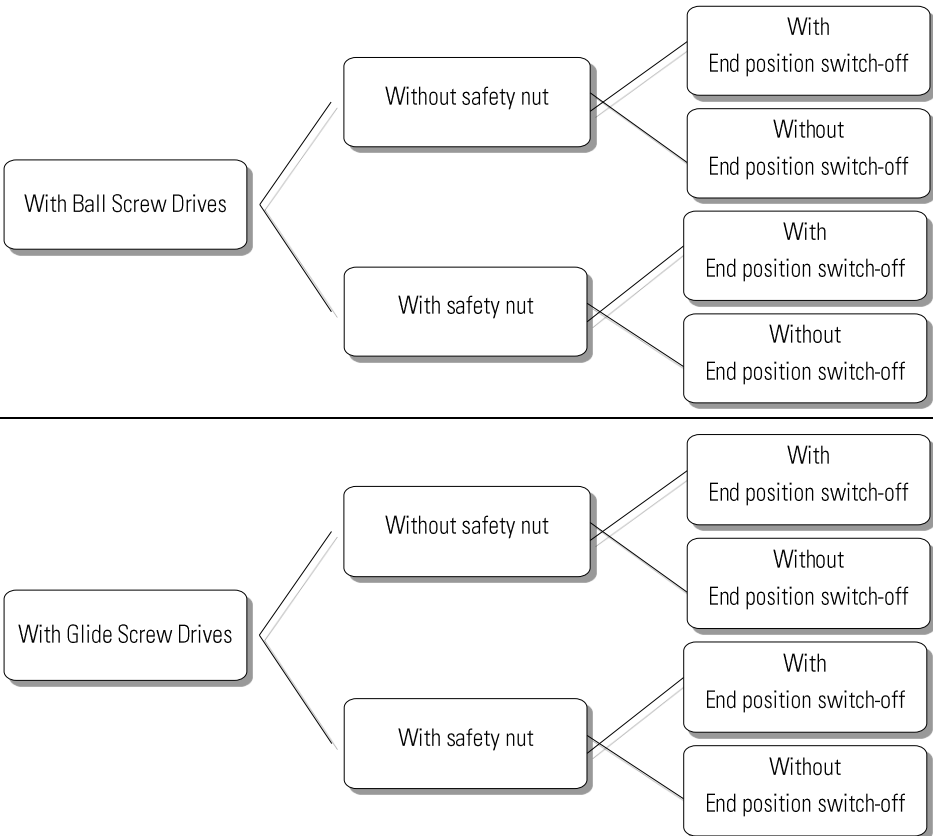 With
End position switch-off
Without safety nut
Without
End position switch-off
With Ball Screw Drives
With
End position switch-off
With safety nut
Without
End position switch-off
With
End position switch-off
Without safety nut
Without
End position switch-off
With Glide Screw Drives
With
End position switch-off
With safety nut
Without
End position switch-off